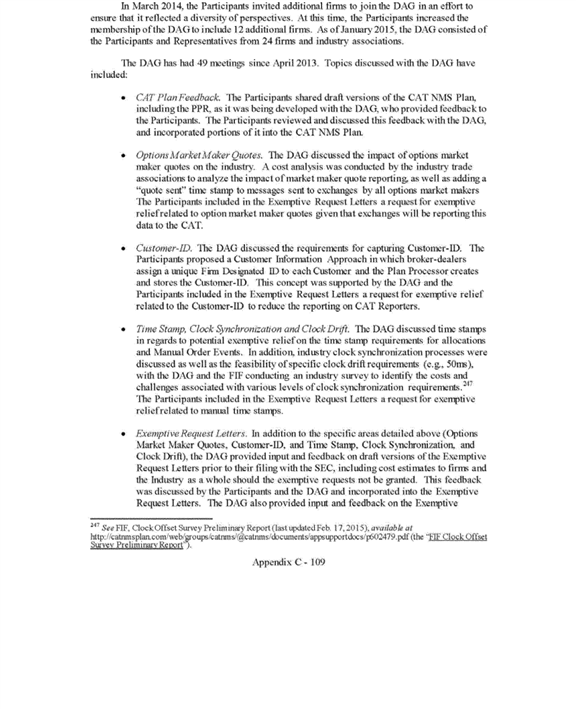 In March 2014, the Participants invited additional firms to join the DAG in an effort to
ensure that it reflected a diversity of perspectives. At this time, the Participants increased the
membership of the DAG to include 12 additional firms. As of January 2015, the DAG consisted of
the Participants and Representatives from 24 firms and industry associations.
The DAG has had 49 meetings since April 2013. Topics discussed with the DAG have
included:
• CAT Plan Feedback. The Participants shared draft versions of the CAT NMS Plan,
including the PPR, as it was being developed with the DAG, who provided feedback to
the Participants. The Participants reviewed and discussed this feedback with the DAG,
and incorporated portions of it into the CAT NMS Plan.
• Options Market Maker Quotes. The DAG discussed the impact of options market
maker quotes on the industry. A cost analysis was conducted by the industry trade
associations to analyze the impact of market maker quote reporting, as well as adding a
“quote sent” time stamp to messages sent to exchanges by all options market makers
The Participants included in the Exemptive Request Letters a request for exemptive
relief related to option market maker quotes given that exchanges will be reporting this
data to the CAT.
• Customer-ID. The DAG discussed the requirements for capturing Customer-ID. The
Participants proposed a Customer Information Approach in which broker-dealers
assign a unique Firm Designated ID to each Customer and the Plan Processor creates
and stores the Customer-ID. This concept was supported by the DAG and the
Participants included in the Exemptive Request Letters a request for exemptive relief
related to the Customer-ID to reduce the reporting on CAT Reporters.
• Time Stamp, Clock Synchronization and Clock Drift. The DAG discussed time stamps
in regards to potential exemptive relief on the time stamp requirements for allocations
and Manual Order Events. In addition, industry clock synchronization processes were
discussed as well as the feasibility of specific clock drift requirements (e.g., 50ms),
with the DAG and the FIF conducting an industry survey to identify the costs and
challenges associated with various levels of clock synchronization requirements.247
The Participants included in the Exemptive Request Letters a request for exemptive
relief related to manual time stamps.
• Exemptive Request Letters. In addition to the specific areas detailed above (Options
Market Maker Quotes, Customer-ID, and Time Stamp, Clock Synchronization, and
Clock Drift), the DAG provided input and feedback on draft versions of the Exemptive
Request Letters prior to their filing with the SEC, including cost estimates to firms and
the Industry as a whole should the exemptive requests not be granted. This feedback
was discussed by the Participants and the DAG and incorporated into the Exemptive
Request Letters. The DAG also provided input and feedback on the Exemptive
247 See FIF, Clock Offset Survey Preliminary Report (last updated Feb. 17, 2015), available at
http://catnmsplan.com/web/groups/catnms/@catnms/documents/appsupportdocs/p602479.pdf (the “FIF Clock Offset
Survey Preliminary Report”).
Appendix C - 109